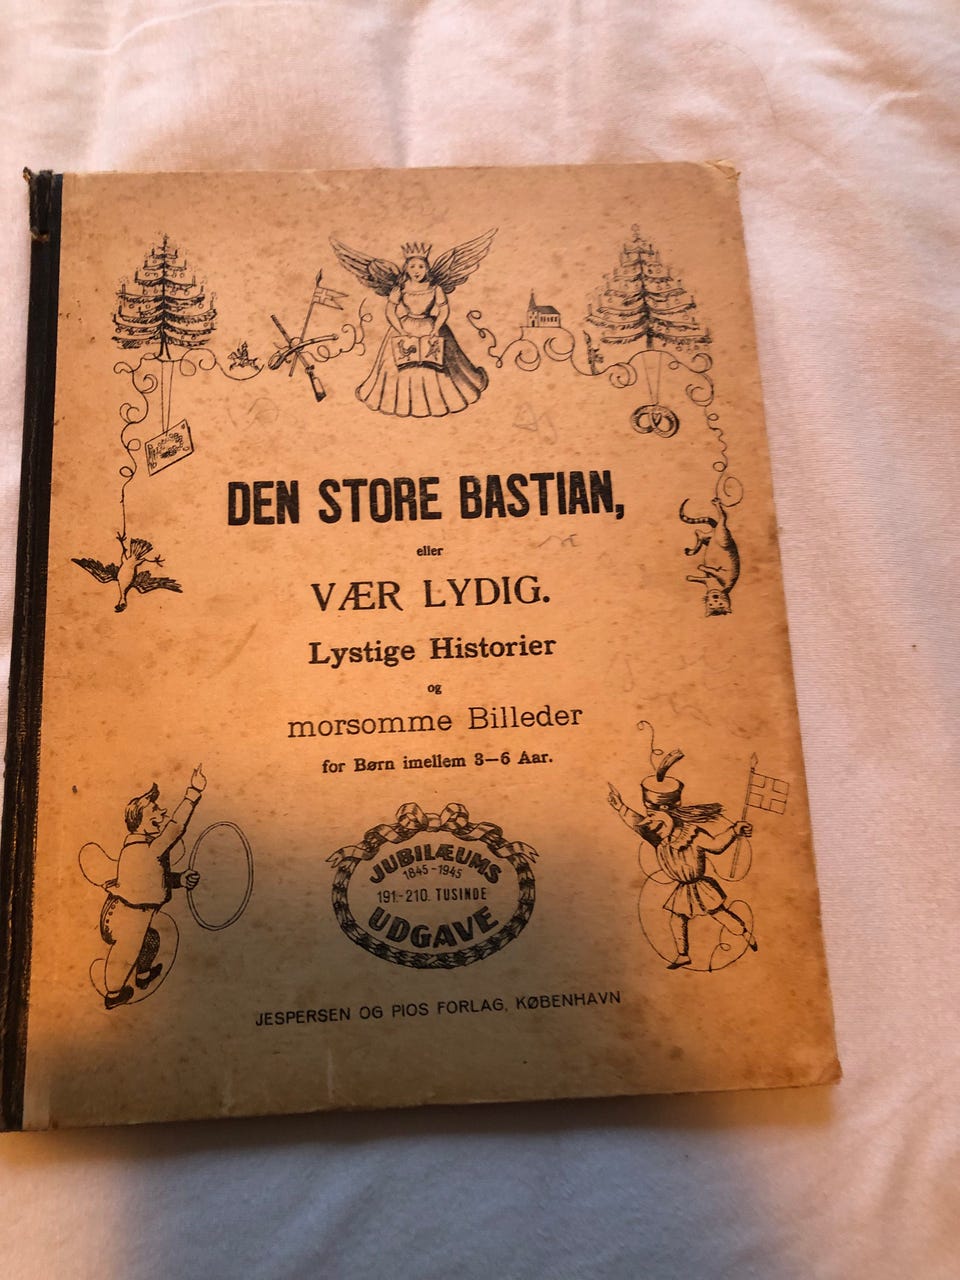 DEN STORE BASTIAN,
eller
VÆR LYDIG.
Lystige Historier
og
morsomme Billeder
for Børn imellem 3—6 Aar.
JUBILÆUMS
1845-1945
191.-210. TUSINDE
UDGAVE
JESPERSEN OG PIOS FORLAG, KØBENHAVN